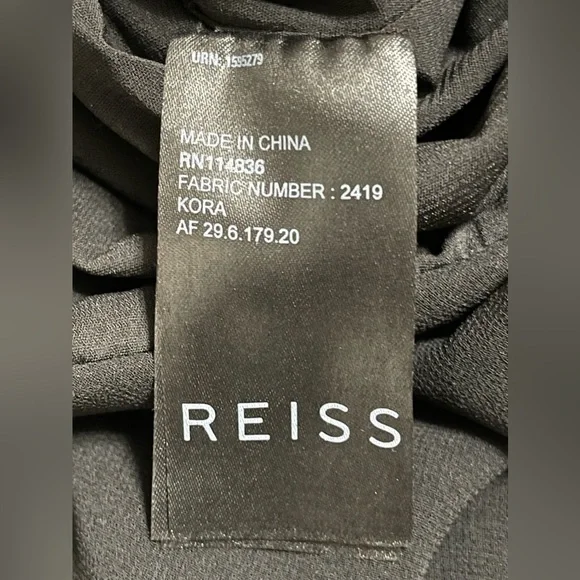 URN: 1595279
MADE IN CHINA
RN114836
FABRIC NUMBER : 2419
KORA
AF 29.6.179.20
REISS